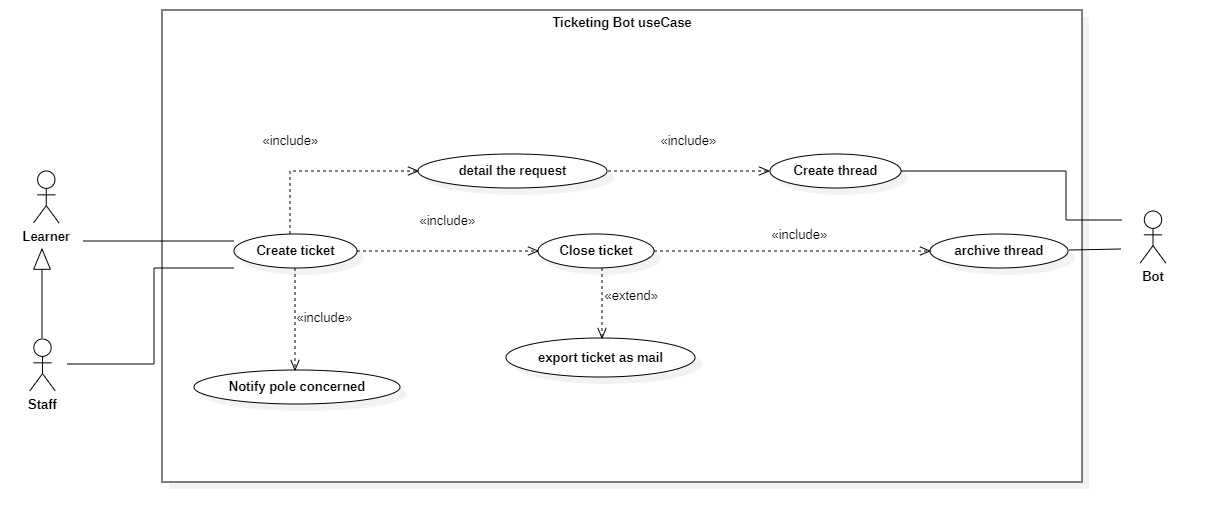 Ticketing Bot useCase
«include»
«include»
detail the request
Create thread
Learner
«include»
«include»
Create ticket
Close ticket
archive thread
Bot
«extend»
«include»
export ticket as mail
Notify pole concerned
Staff